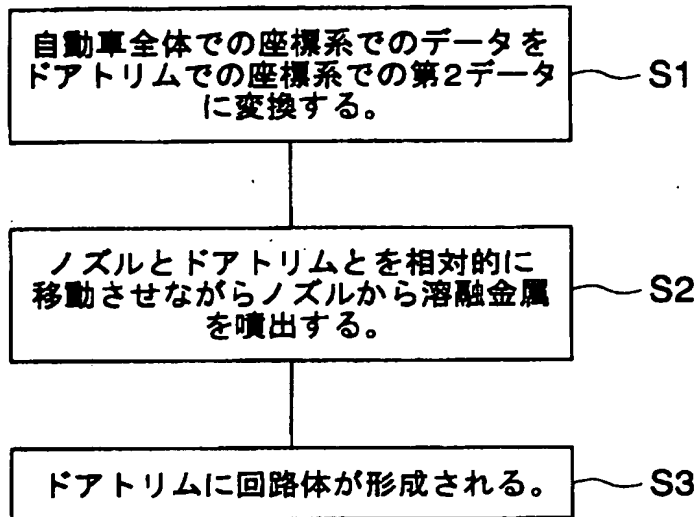 自動車全体での座標系でのデータを
ドアトリムでの座標系での第2データ
に変換する。
S1
ノズルとドアトリムとを相対的に
移動させながらノズルから溶融金属
を噴出する。
S2
ドアトリムに回路体が形成される。
S3